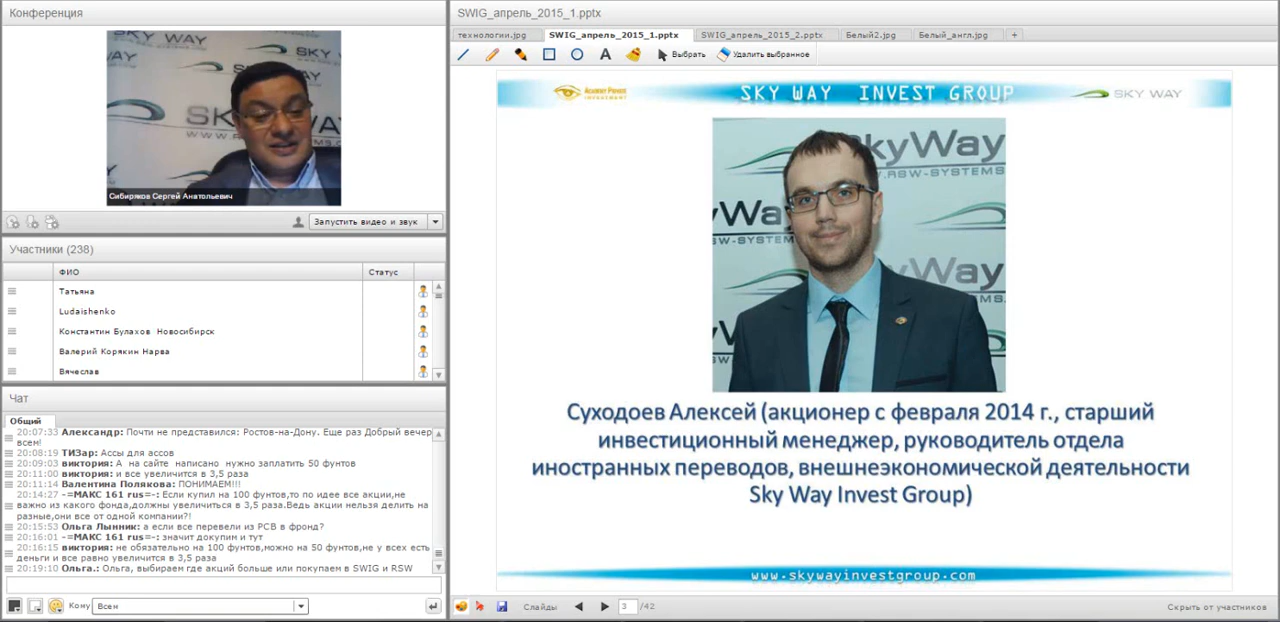 Конференция
SKY WAY
SKY
Сибиряков Сергей Анатольевич
Запустить видео и звук
Участники (238)
ФИО Статус
Татьяна
Ludaishenko
Константин Булахов Новосибирск
Валерий Корякин Нарва
Вячеслав
Чат
Общий
20:07:33 Александр: Почти не представился: Ростов-на-Дону. Еще раз Добрый вечер
всем!
20:08:19 ТИЗар: Ассы для ассов
20:09:03 виктория: А на сайте написано нужно заплатить 50 фунтов
20:11:00 виктория: и все увеличится в 3,5 раза
20:11:14 Валентина Полякова: ПОНИМАЕМ!!!
20:14:27 -=МАКС 161 rus=-: Если купил на 100 фунтов,то по идее все акции,не
важно из какого фонда,должны увеличиться в 3,5 раза.Ведь акции нельзя делить на
разные,они все от одной компании?!
20:15:53 Ольга Лынник: а если все перевели из РСВ в фронд?
20:16:01 -=МАКС 161 rus=-: значит докупим и тут
20:16:15 виктория: не обязательно на 100 фунтов,можно на 50 фунтов,не у всех есть
деньги и все равно увеличится в 3,5 раза
20:19:10 Ольга.: Ольга, выбираем где акций больше или покупаем в SWIG и RSW
Кому Всем
SWIG_апрель_2015_1.pptx
технологии.jpg SWIG_апрель_2015_1.pptx SWIG_апрель_2015_2.pptx Белый2.jpg Белый_англ.jpg +
A Выбрать Удалить выбранное
ACADEMY PRIVATE
INVESTMENT
SKY WAY INVEST GROUP
SKY WAY
SkyWay
.RSW-SYSTEMS
Суходоев Алексей (акционер с февраля 2014 г., старший
инвестиционный менеджер, руководитель отдела
иностранных переводов, внешнеэкономической деятельности
Sky Way Invest Group)
www.skywayinvestgroup.com
Слайды 3 /42
Скрыть от участников